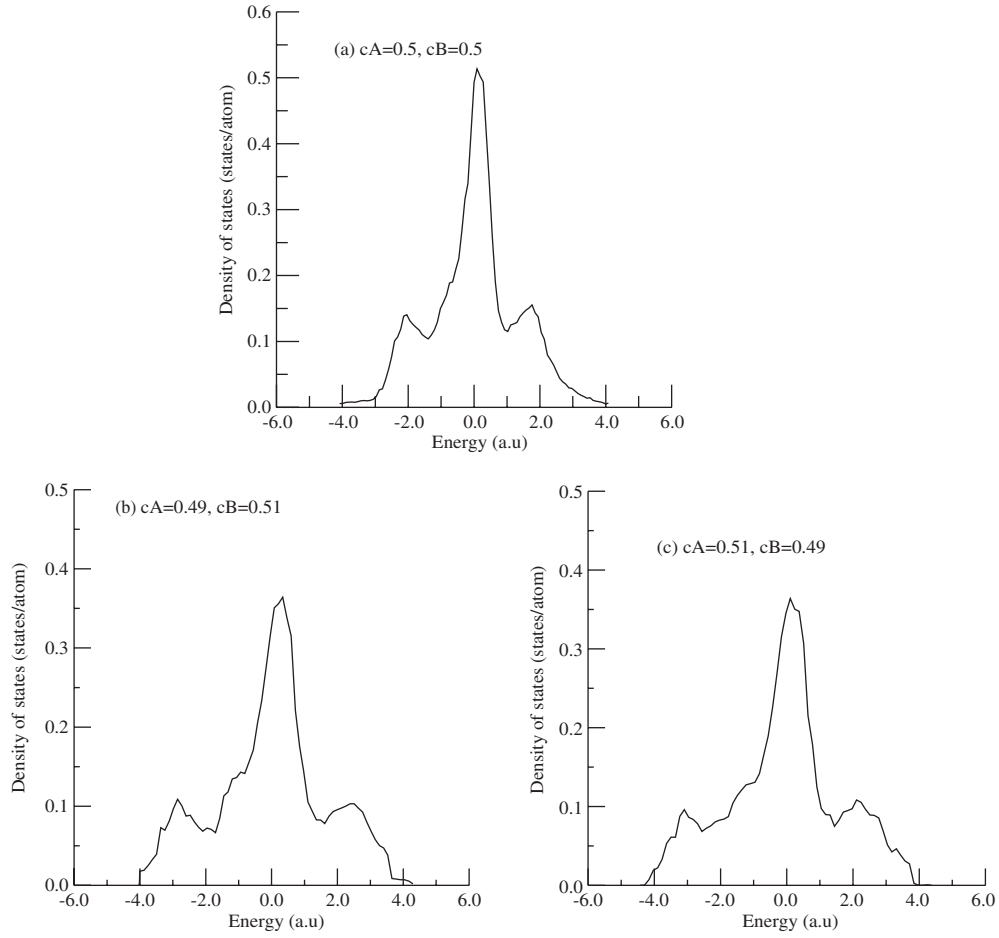 (a) cA=0.5, cB=0.5
Density of states (states/atom)
0.6
0.5
0.4
0.3
0.2
0.1
0.0
-6.0 -4.0 -2.0 0.0 2.0 4.0 6.0
Energy (a.u)
(b) cA=0.49, cB=0.51
Density of states (states/atom)
0.5
0.4
0.3
0.2
0.1
0.0
-6.0 -4.0 -2.0 0.0 2.0 4.0 6.0
Energy (a.u)
(c) cA=0.51, cB=0.49
Density of states (states/atom)
0.5
0.4
0.3
0.2
0.1
0.0
-6.0 -4.0 -2.0 0.0 2.0 4.0 6.0
Energy (a.u)